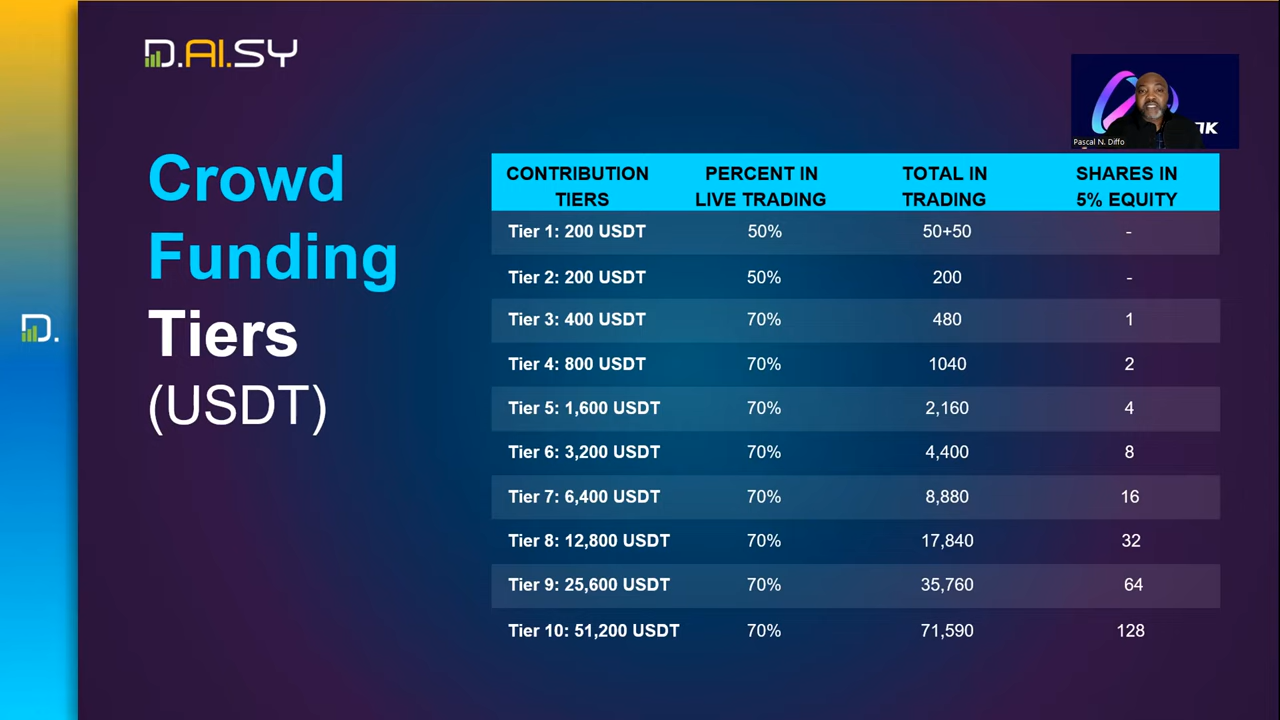 D.AI.SY
Crowd
Funding
Tiers
(USDT)
D.
Pascal N. Diffo
CONTRIBUTION TIERS PERCENT IN LIVE TRADING TOTAL IN TRADING SHARES IN 5% EQUITY
Tier 1: 200 USDT 50% 50+50 -
Tier 2: 200 USDT 50% 200 -
Tier 3: 400 USDT 70% 480 1
Tier 4: 800 USDT 70% 1040 2
Tier 5: 1,600 USDT 70% 2,160 4
Tier 6: 3,200 USDT 70% 4,400 8
Tier 7: 6,400 USDT 70% 8,880 16
Tier 8: 12,800 USDT 70% 17,840 32
Tier 9: 25,600 USDT 70% 35,760 64
Tier 10: 51,200 USDT 70% 71,590 128